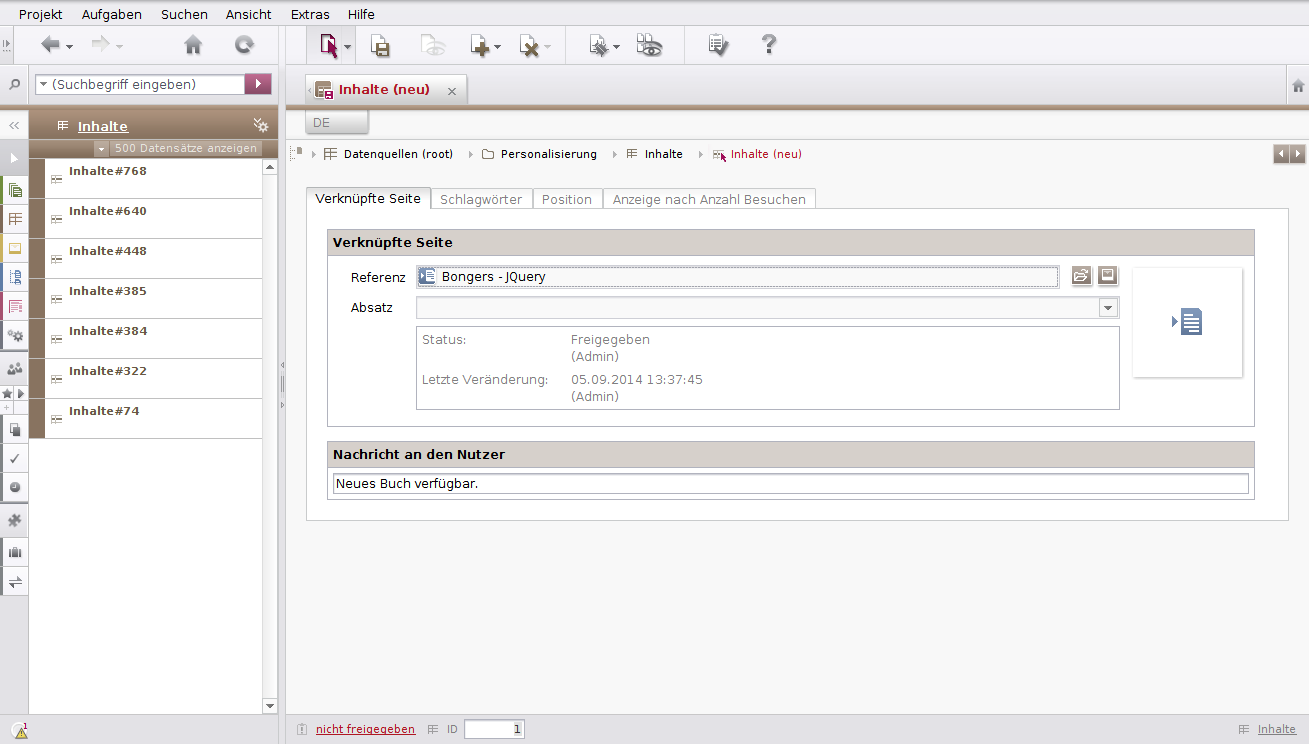 Projekt Aufgaben Suchen Ansicht Extras Hilfe
(Suchbegriff eingeben)
Inhalte (neu)
Inhalte
500 Datensätze anzeigen
Inhalte#768
Inhalte#640
Inhalte#448
Inhalte#385
Inhalte#384
Inhalte#322
Inhalte#74
DE
Datenquellen (root) Personalisierung Inhalte Inhalte (neu)
Verknüpfte Seite Schlagwörter Position Anzeige nach Anzahl Besuchen
Verknüpfte Seite
Referenz Bongers - JQuery
Absatz
Status: Freigegeben
(Admin)
Letzte Veränderung: 05.09.2014 13:37:45
(Admin)
Nachricht an den Nutzer
Neues Buch verfügbar.
1
nicht freigegeben ID 1 Inhalte